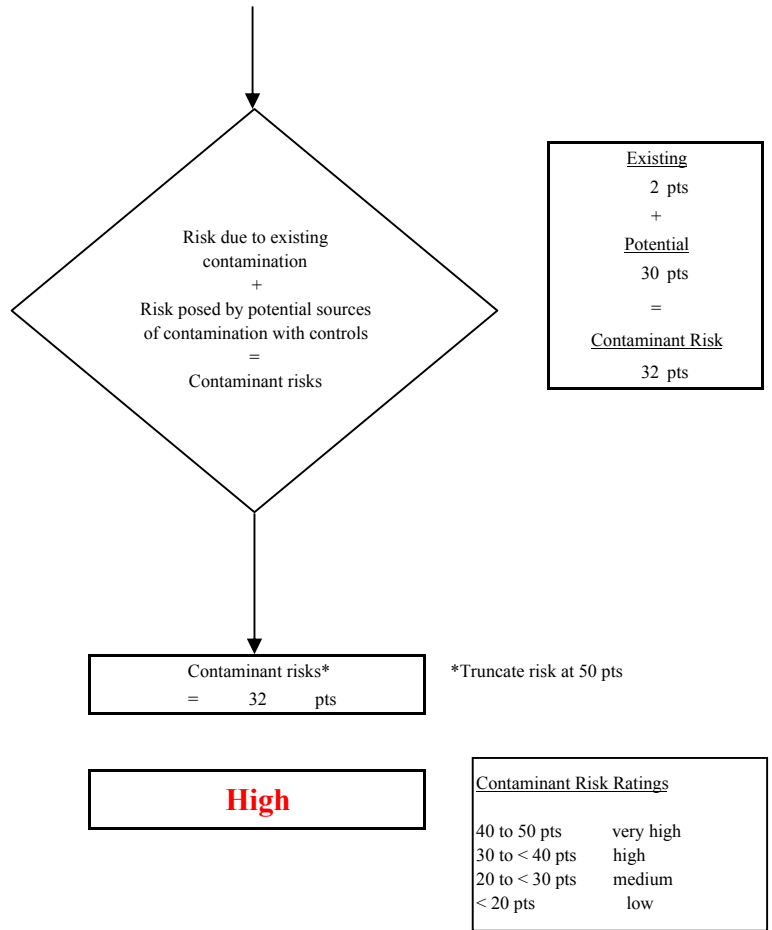 Risk due to existing
contamination
+
Risk posed by potential sources
of contamination with controls
=
Contaminant risks
Existing
2 pts
+
Potential
30 pts
=
Contaminant Risk
32 pts
Contaminant risks*
= 32 pts
*Truncate risk at 50 pts
High
Contaminant Risk Ratings
40 to 50 pts very high
30 to < 40 pts high
20 to < 30 pts medium
< 20 pts low